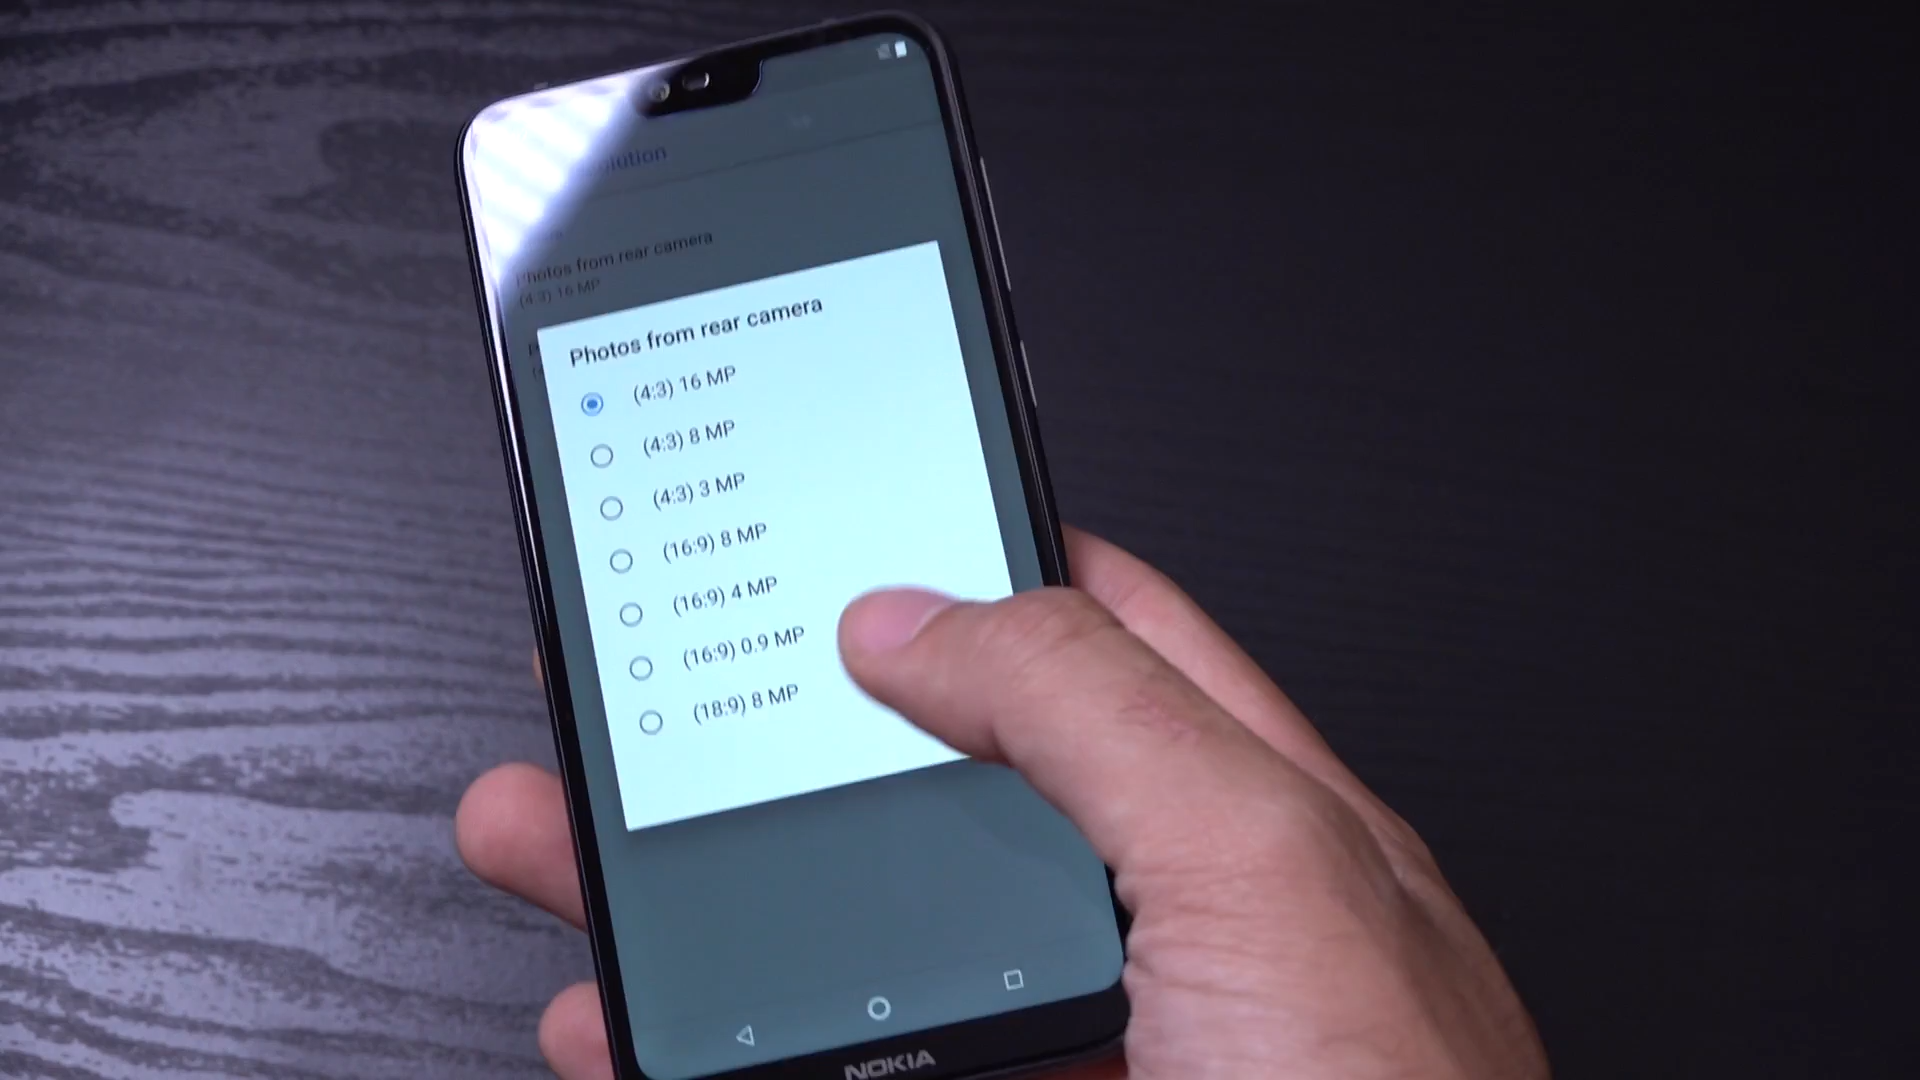 olution
Photos from rear camera
(4:3) 16 MP
Photos from rear camera
(4:3) 16 MP
(4:3) 8 MP
(4:3) 3 MP
(16:9) 8 MP
(16:9) 4 MP
(16:9) 0.9 MP
(18:9) 8 MP
NOKIA